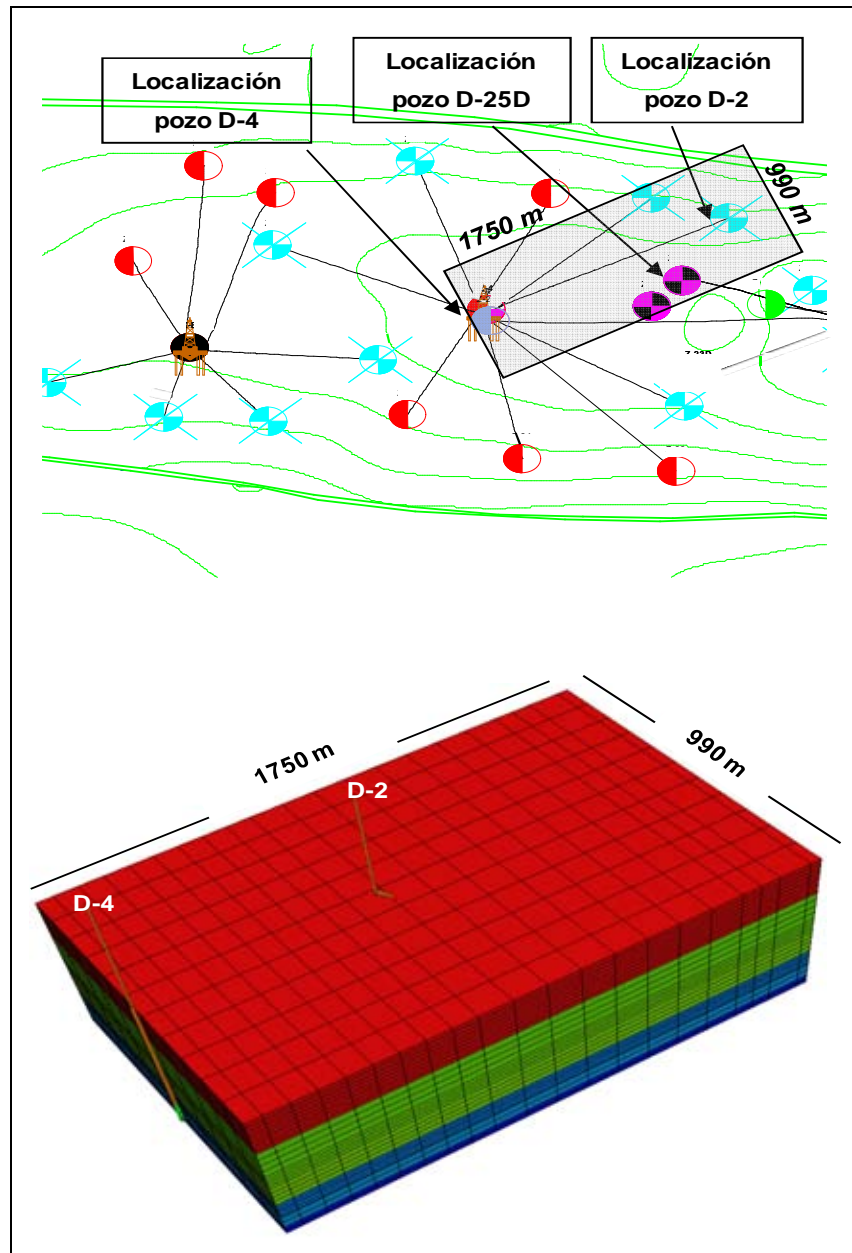 Localización
pozo D-4
Localización
pozo D-25D
Localización
pozo D-2
1750 m
990 m
1750 m
990 m
D-2
D-4